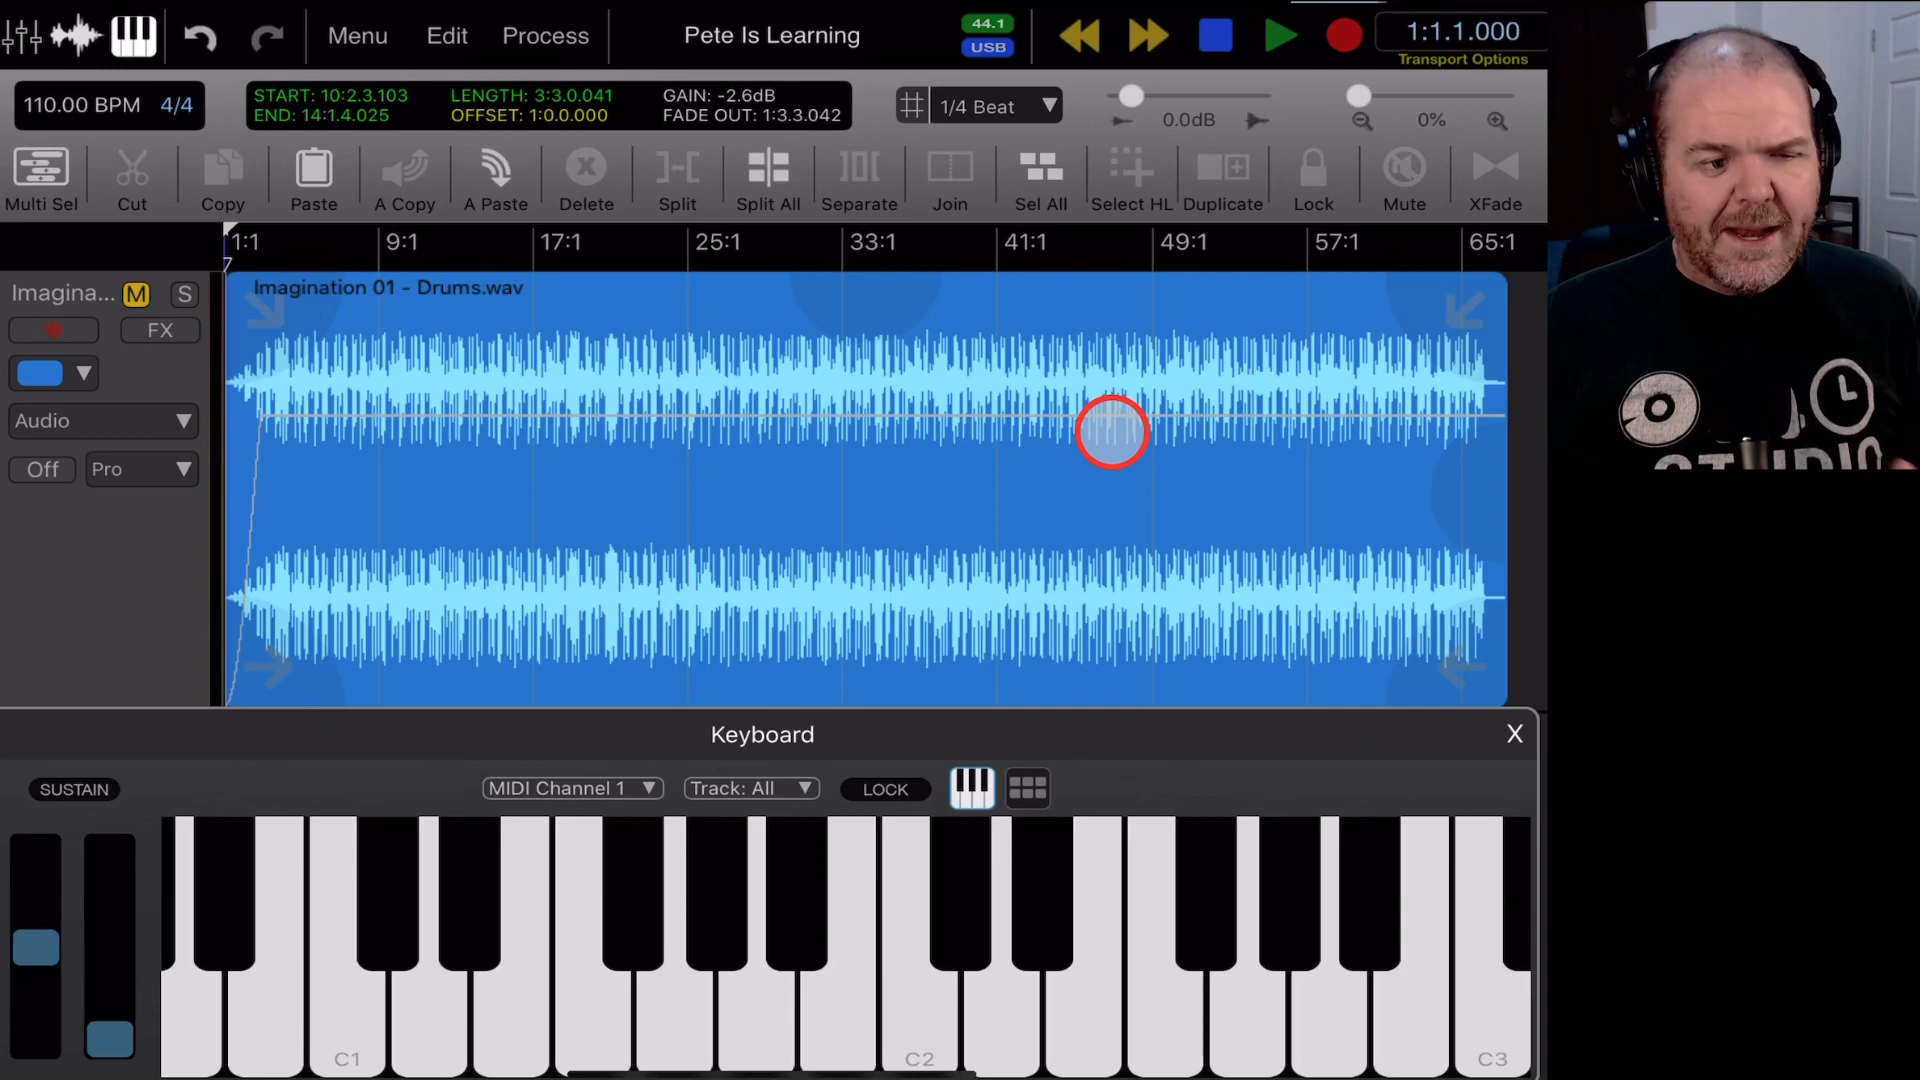 Menu Edit Process Pete Is Learning 44.1 USB 1:1.1.000
Transport Options
110.00 BPM 4/4 START: 10:2.3.103 LENGTH: 3:3.0.041 GAIN: -2.6dB 1/4 Beat
END: 14:1.4.025 OFFSET: 1:0.0.000 FADE OUT: 1:3.3.042 0.0dB 0%
Multi Sel Cut Copy Paste A Copy A Paste Delete Split Split All Separate Join Sel All Select HL Duplicate Lock Mute XFade
1:1 9:1 17:1 25:1 33:1 41:1 49:1 57:1 65:1
Imagina... M S Imagination 01 - Drums.wav
FX
Audio
Off Pro
Keyboard X
SUSTAIN MIDI Channel 1 Track: All LOCK
C1 C2 C3